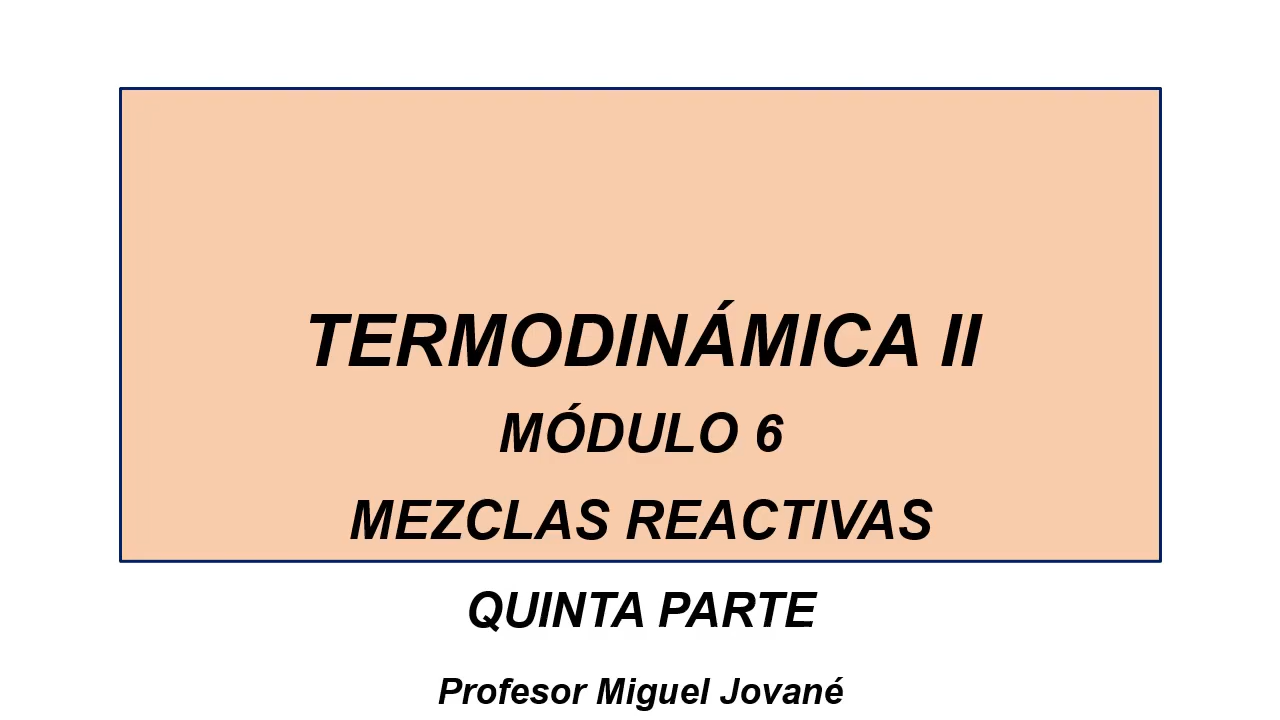 TERMODINÁMICA II
MÓDULO 6
MEZCLAS REACTIVAS
QUINTA PARTE
Profesor Miguel Jované